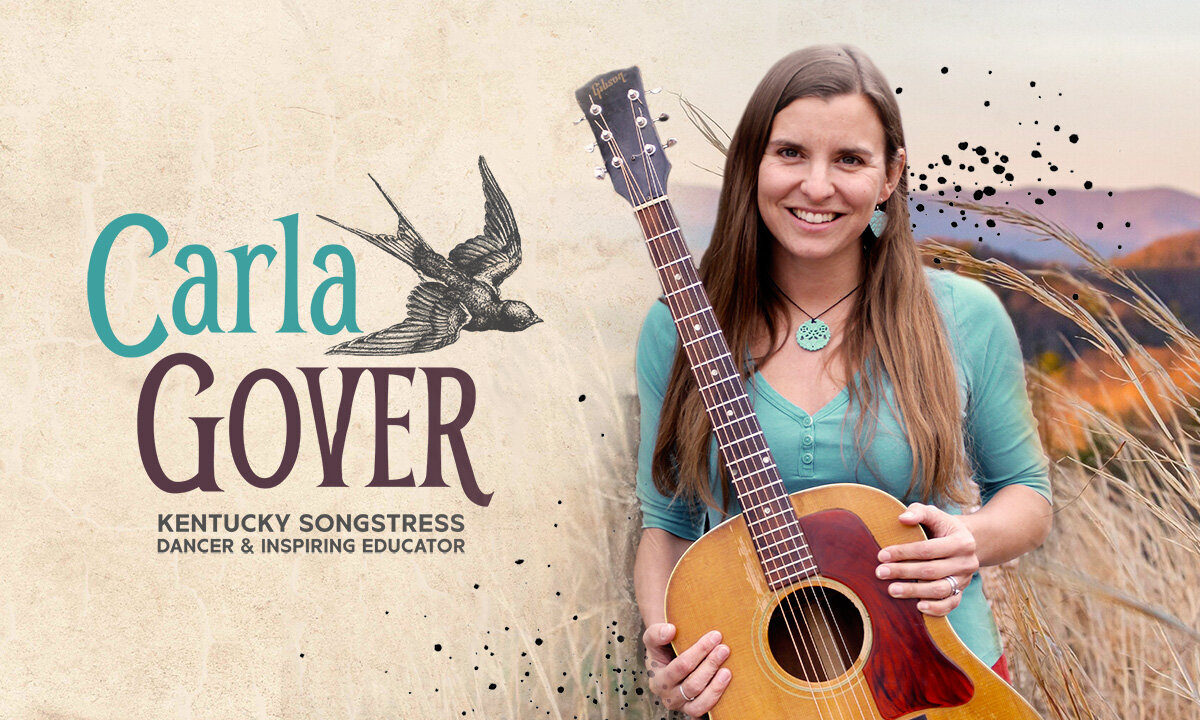 Gibson
Carla
GOVER
KENTUCKY SONGSTRESS
DANCER & INSPIRING EDUCATOR